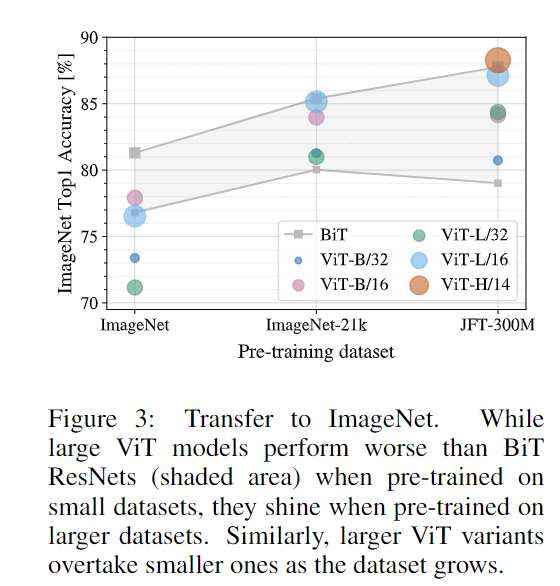 90
85
80
75
70
ImageNet Top1 Accuracy [%]
BiT
ViT-B/32
ViT-B/16
ViT-L/32
ViT-L/16
ViT-H/14
ImageNet
ImageNet-21k
JFT-300M
Pre-training dataset
Figure 3: Transfer to ImageNet. While
large ViT models perform worse than BiT
ResNets (shaded area) when pre-trained on
small datasets, they shine when pre-trained on
larger datasets. Similarly, larger ViT variants
overtake smaller ones as the dataset grows.